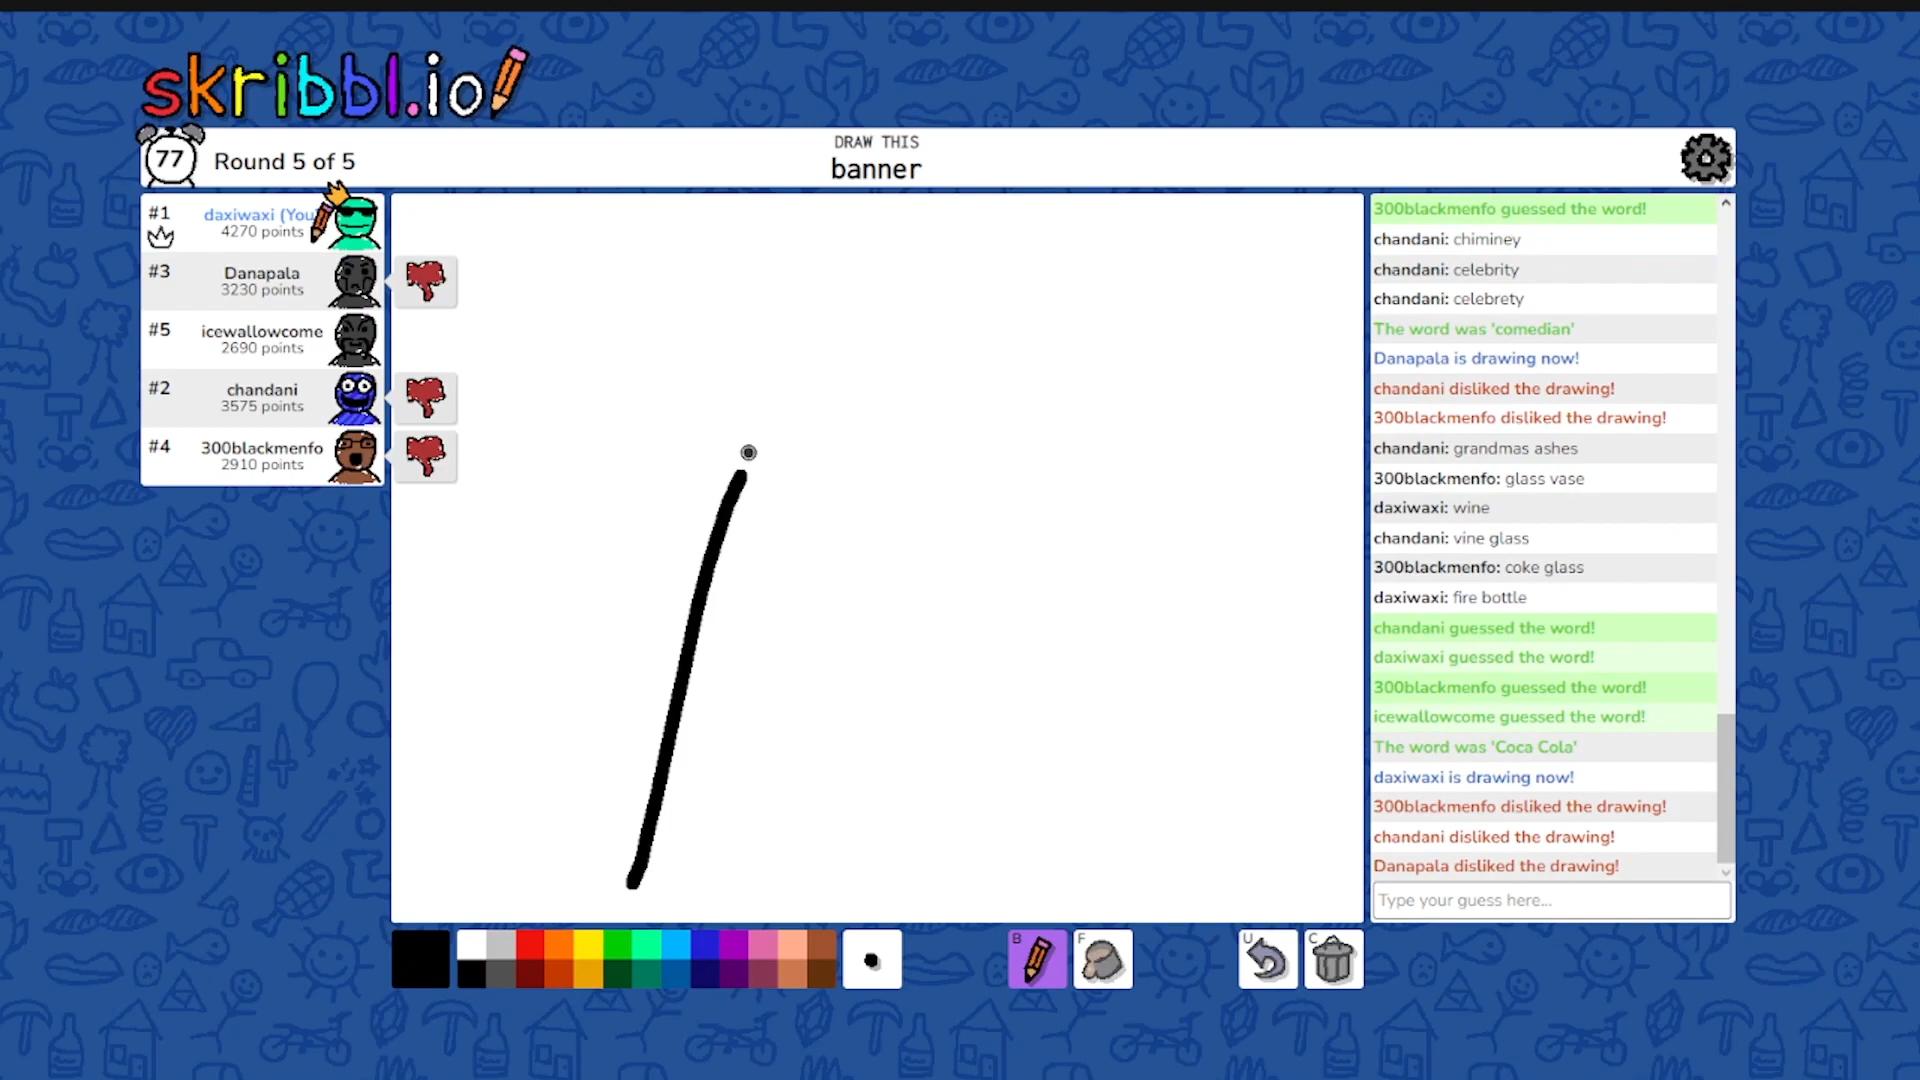 skribbl.io
77
Round 5 of 5
DRAW THIS
banner
#1
daxiwaxi (You
4270 points
#3
Danapala
3230 points
#5
icewallowcome
2690 points
#2
chandani
3575 points
#4
300blackmenfo
2910 points
300blackmenfo guessed the word!
chandani: chiminey
chandani: celebrity
chandani: celebrety
The word was 'comedian'
Danapala is drawing now!
chandani disliked the drawing!
300blackmenfo disliked the drawing!
chandani: grandmas ashes
300blackmenfo: glass vase
daxiwaxi: wine
chandani: vine glass
300blackmenfo: coke glass
daxiwaxi: fire bottle
chandani guessed the word!
daxiwaxi guessed the word!
300blackmenfo guessed the word!
icewallowcome guessed the word!
The word was 'Coca Cola'
daxiwaxi is drawing now!
300blackmenfo disliked the drawing!
chandani disliked the drawing!
Danapala disliked the drawing!
Type your guess here...
B
F
U
C